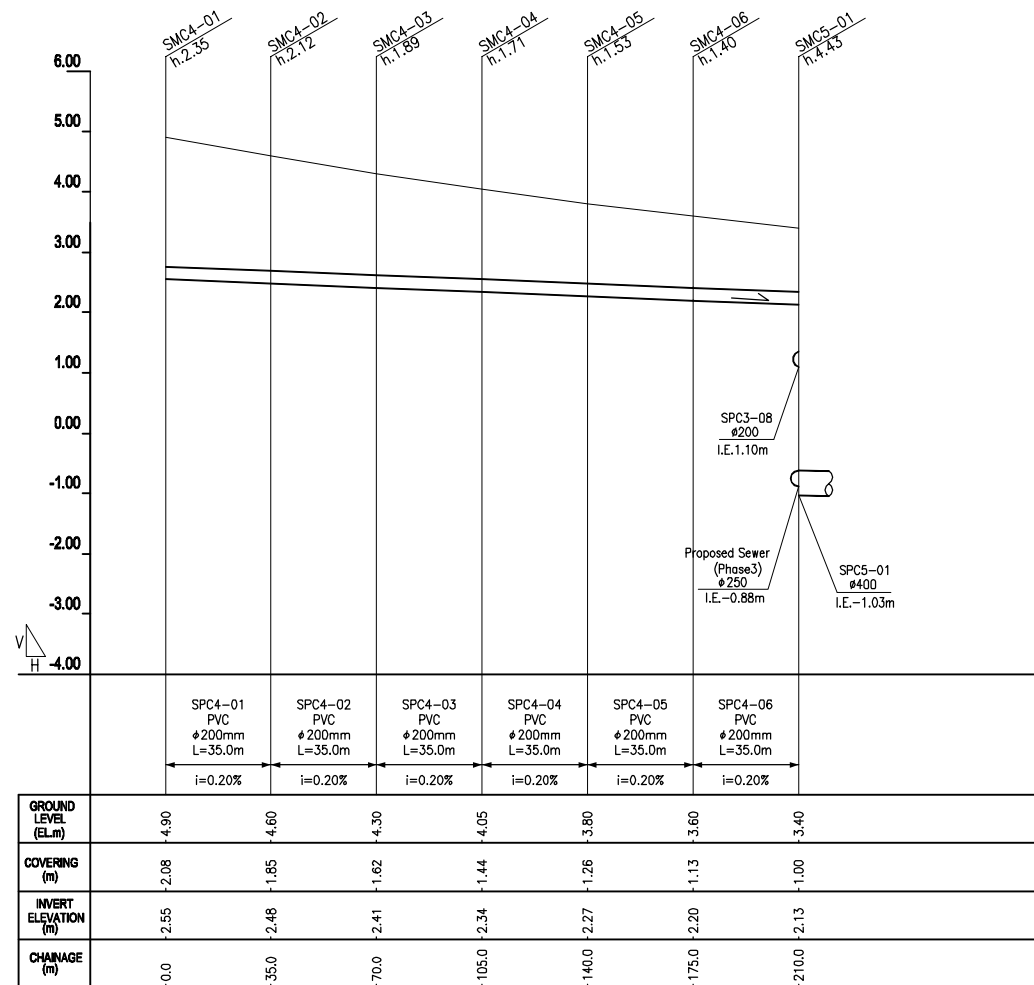 SMC4-01
h.2.35
SMC4-02
h.2.12
SMC4-03
h.1.89
SMC4-04
h.1.71
SMC4-05
h.1.53
SMC4-06
h.1.40
SMC5-01
h.4.43
6.00
5.00
4.00
3.00
2.00
1.00
0.00
-1.00
-2.00
-3.00
-4.00
V
H
SPC3-08
ø200
I.E.1.10m
Proposed Sewer
(Phase3)
ø250
I.E.-0.88m
SPC5-01
ø400
I.E.-1.03m
SPC4-01
PVC
ø200mm
L=35.0m
i=0.20%
SPC4-02
PVC
ø200mm
L=35.0m
i=0.20%
SPC4-03
PVC
ø200mm
L=35.0m
i=0.20%
SPC4-04
PVC
ø200mm
L=35.0m
i=0.20%
SPC4-05
PVC
ø200mm
L=35.0m
i=0.20%
SPC4-06
PVC
ø200mm
L=35.0m
i=0.20%
GROUND
LEVEL
(EL.m)
4.90 4.60 4.30 4.05 3.80 3.60 3.40
COVERING
(m)
2.08 1.85 1.62 1.44 1.26 1.13 1.00
INVERT
ELEVATION
(m)
2.55 2.48 2.41 2.34 2.27 2.20 2.13
CHAINAGE
(m)
0.0 35.0 70.0 105.0 140.0 175.0 210.0